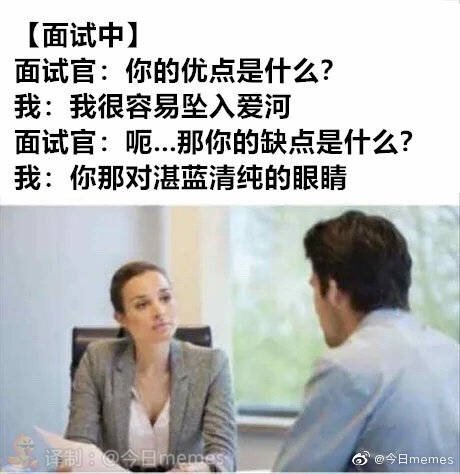 【面试中】
面试官：你的优点是什么？
我：我很容易坠入爱河
面试官：呃...那你的缺点是什么？
我：你那对湛蓝清纯的眼睛
译制：@今日memes
@今日memes